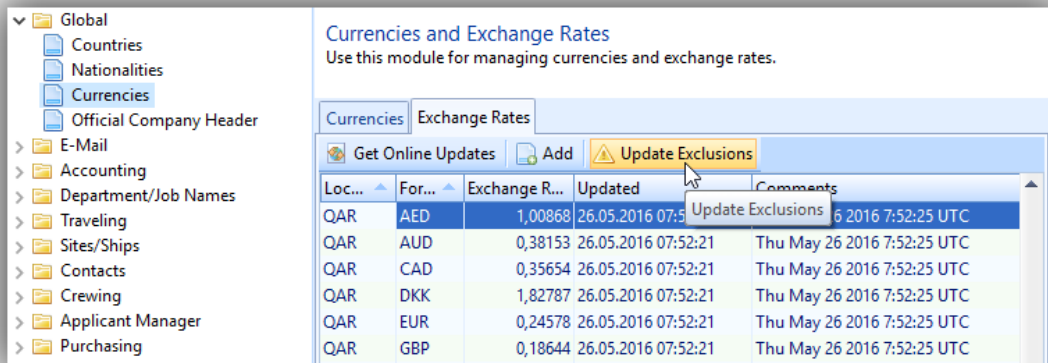 Global
Countries
Nationalities
Currencies
Official Company Header
E-Mail
Accounting
Department/Job Names
Traveling
Sites/Ships
Contacts
Crewing
Applicant Manager
Purchasing
Currencies and Exchange Rates
Use this module for managing currencies and exchange rates.
Currencies Exchange Rates
Get Online Updates Add Update Exclusions
Loc... For... Exchange R... Updated Comments
QAR AED 1,00868 26.05.2016 07:5 26 2016 7:52:25 UTC
Update Exclusions
QAR AUD 0,38153 26.05.2016 07:52:21 Thu May 26 2016 7:52:25 UTC
QAR CAD 0,35654 26.05.2016 07:52:21 Thu May 26 2016 7:52:25 UTC
QAR DKK 1,82787 26.05.2016 07:52:21 Thu May 26 2016 7:52:25 UTC
QAR EUR 0,24578 26.05.2016 07:52:21 Thu May 26 2016 7:52:25 UTC
QAR GBP 0,18644 26.05.2016 07:52:21 Thu May 26 2016 7:52:25 UTC